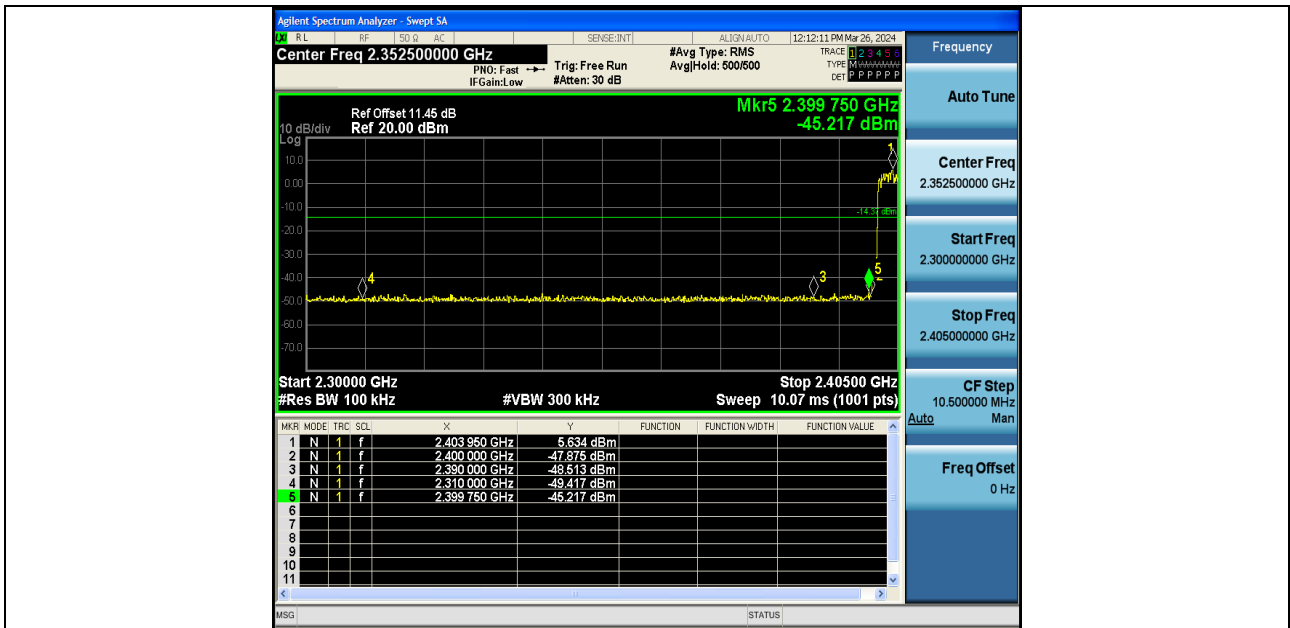 Agilent Spectrum Analyzer - Swept SA
RL RF 50 Ω AC SENSE:INT ALIGN AUTO 12:12:11 PM Mar 26, 2024
Center Freq 2.352500000 GHz
PNO: Fast
IFGain:Low
Trig: Free Run
#Atten: 30 dB
#Avg Type: RMS
Avg|Hold: 500/500
TRACE 1 2 3 4 5 6
TYPE M
DET P P P P P P
Frequency
Auto Tune
Center Freq
2.352500000 GHz
Start Freq
2.300000000 GHz
Stop Freq
2.405000000 GHz
CF Step
10.500000 MHz
Auto Man
Freq Offset
0 Hz
Mkr5 2.399 750 GHz
-45.217 dBm
Ref Offset 11.45 dB
10 dB/div Ref 20.00 dBm
Log
10.0
0.00
-10.0
-20.0
-30.0
-40.0
-50.0
-60.0
-70.0
1
-14.37 dBm
4
3
5
2
Start 2.30000 GHz Stop 2.40500 GHz
#Res BW 100 kHz #VBW 300 kHz Sweep 10.07 ms (1001 pts)
MKR MODE TRC SCL X Y FUNCTION FUNCTION WIDTH FUNCTION VALUE
1 N 1 f 2.403 950 GHz 5.634 dBm
2 N 1 f 2.400 000 GHz -47.875 dBm
3 N 1 f 2.390 000 GHz -48.513 dBm
4 N 1 f 2.310 000 GHz -49.417 dBm
5 N 1 f 2.399 750 GHz -45.217 dBm
6
7
8
9
10
11
MSG STATUS